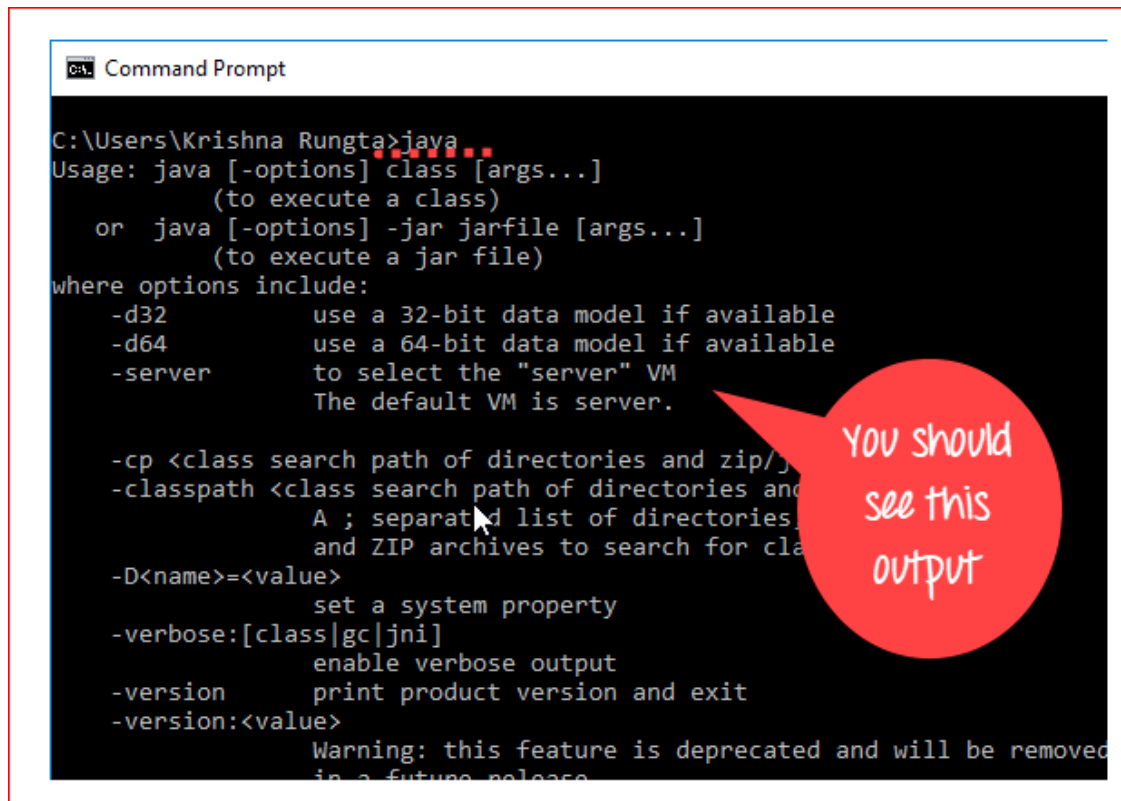 Command Prompt
C:\Users\Krishna Rungta>java
Usage: java [-options] class [args...]
(to execute a class)
or java [-options] -jar jarfile [args...]
(to execute a jar file)
where options include:
-d32 use a 32-bit data model if available
-d64 use a 64-bit data model if available
-server to select the "server" VM
The default VM is server.
-cp <class search path of directories and zip/j
-classpath <class search path of directories and
A ; separated list of directories,
and ZIP archives to search for cla
-D<name>=<value>
set a system property
-verbose:[class|gc|jni]
enable verbose output
-version print product version and exit
-version:<value>
Warning: this feature is deprecated and will be removed
in a future release
You should
see this
output